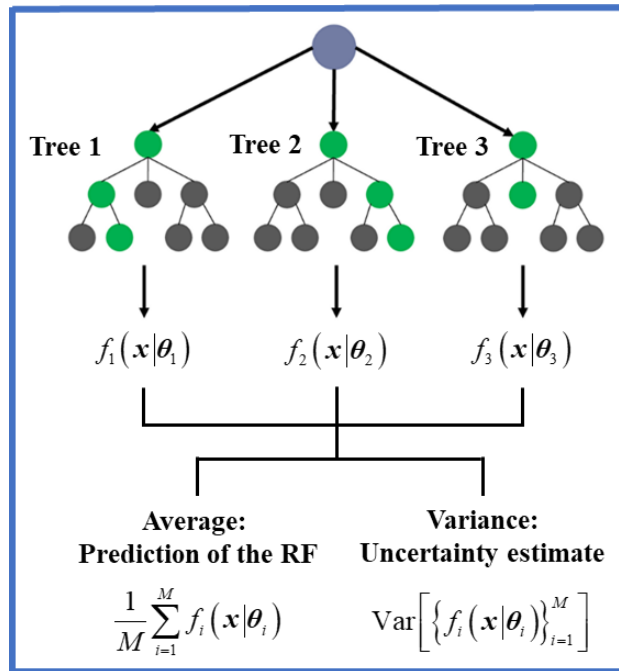 Tree 1 Tree 2 Tree 3
f₁(x|θ₁) f₂(x|θ₂) f₃(x|θ₃)
Average: Variance:
Prediction of the RF Uncertainty estimate
1/M ∑_{i=1}^{M} f_i(x|θ_i) Var[{f_i(x|θ_i)}_{i=1}^{M}]